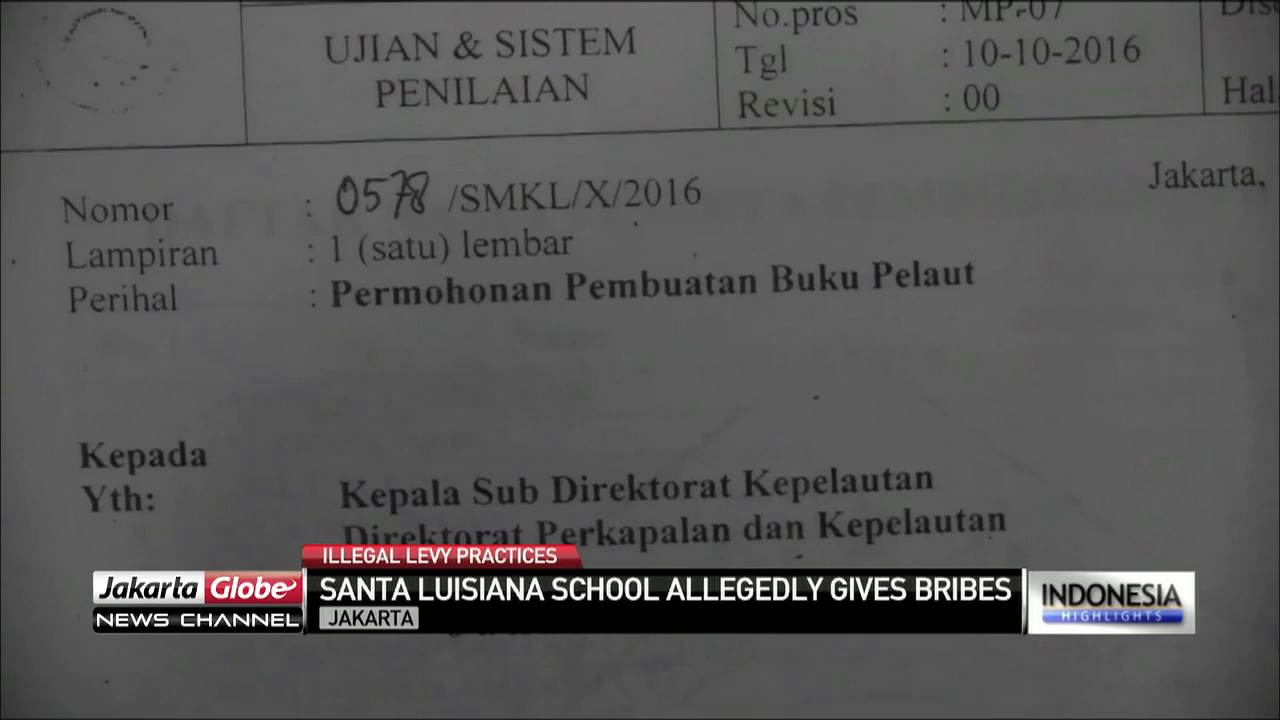 UJIAN & SISTEM
PENILAIAN
No.pros : MP-07
Tgl : 10-10-2016
Revisi : 00
Hal
Jakarta,
Nomor : 0578 /SMKL/X/2016
Lampiran : 1 (satu) lembar
Perihal : Permohonan Pembuatan Buku Pelaut
Kepada
Yth: Kepala Sub Direktorat Kepelautan
Direktorat Perkapalan dan Kepelautan
ILLEGAL LEVY PRACTICES
Jakarta Globe
NEWS CHANNEL
SANTA LUISIANA SCHOOL ALLEGEDLY GIVES BRIBES
JAKARTA
INDONESIA
HIGHLIGHTS